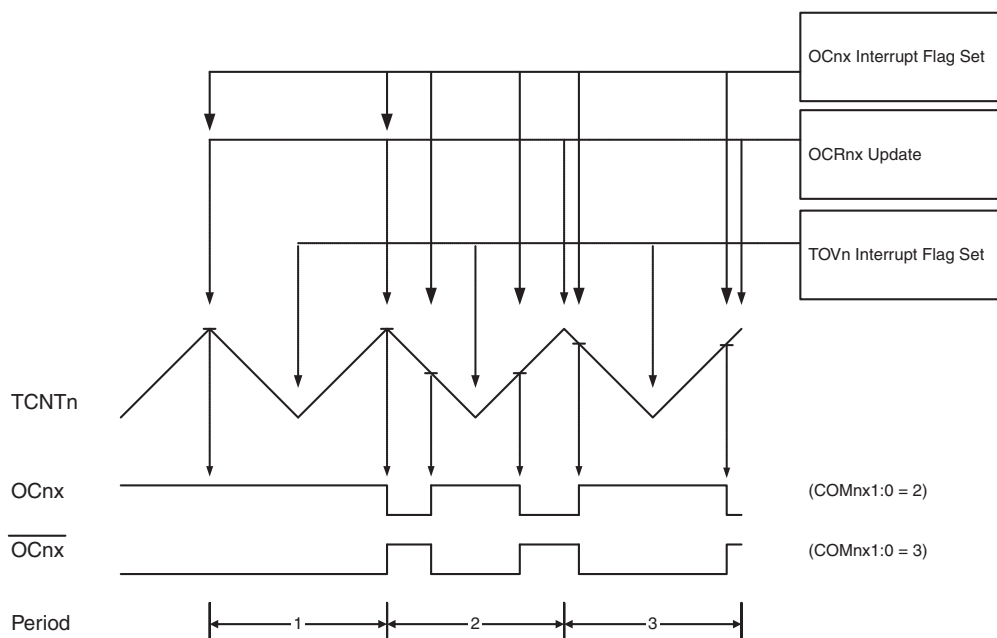 OCnx Interrupt Flag Set
OCRnx Update
TOVn Interrupt Flag Set
TCNTn
OCnx
(COMnx1:0 = 2)
OCnx
(COMnx1:0 = 3)
Period
1
2
3